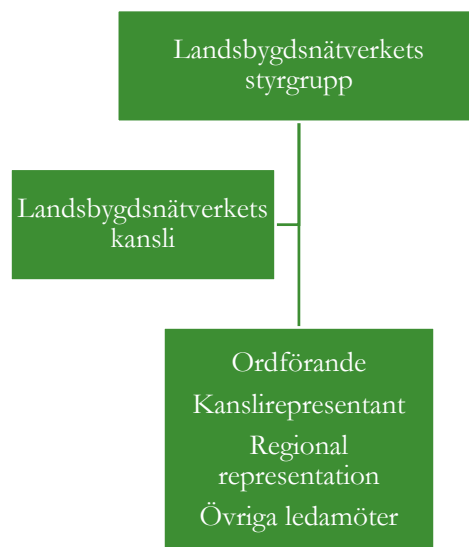 Landsbygdsnätverkets
styrgrupp
Landsbygdsnätverkets
kansli
Ordförande
Kanslirepresentant
Regional
representation
Övriga ledamöter